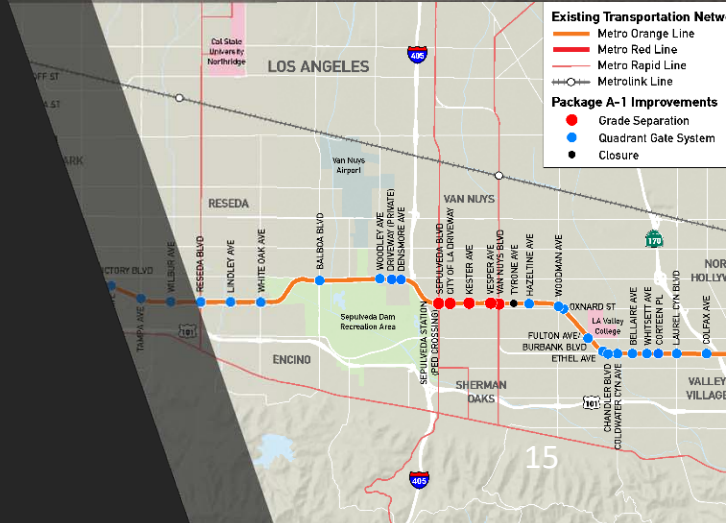 Existing Transportation Netw
Metro Orange Line
Metro Red Line
Metro Rapid Line
Metrolink Line
Package A-1 Improvements
Grade Separation
Quadrant Gate System
Closure
Cal State
University
Northridge
LOS ANGELES
405
OFF ST
A ST
ARK
Van Nuys
Airport
RESEDA
VAN NUYS
170
NOR
HOLLYW
ICTORY BLVD
TAMPA AVE
WILBUR AVE
RESEDA BLVD
LINDLEY AVE
WHITE OAK AVE
BALBOA BLVD
WOODLEY AVE
DRIVEWAY (PRIVATE)
DENSMORE AVE
SEPULVEDA STATION
(PED CROSSING)
SEPULVEDA BLVD
CITY OF LA DRIVEWAY
KESTER AVE
VESPER AVE
VAN NUYS BLVD
TYRONE AVE
HAZELTINE AVE
WOODMAN AVE
OXNARD ST
LA Valley
College
FULTON AVE
BURBANK BLVD
ETHEL AVE
CHANDLER BLVD
COLDWATER CYN AVE
BELLAIRE AVE
WHITSETT AVE
CORTEEN PL
LAUREL CYN BLVD
COLFAX AVE
Sepulveda Dam
Recreation Area
101
ENCINO
SHERMAN
OAKS
101
VALLEY
VILLAGE
15
405